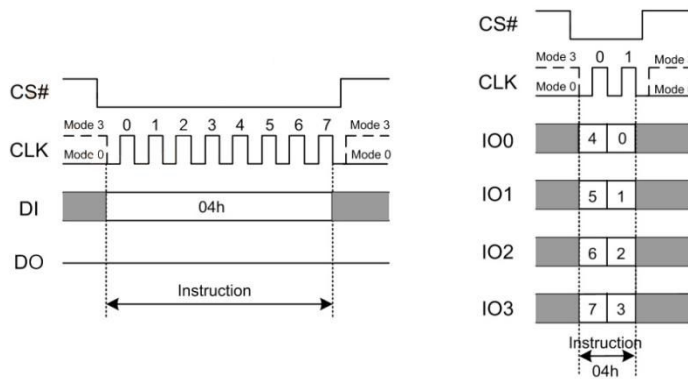 CS#
Mode 3 0 1 2 3 4 5 6 7 Mode 3
CLK
Mode 0 Mode 0
DI 04h
DO
Instruction
CS#
Mode 3 0 1 Mode
CLK
Mode 0 Mode
IO0 4 0
IO1 5 1
IO2 6 2
IO3 7 3
Instruction
04h